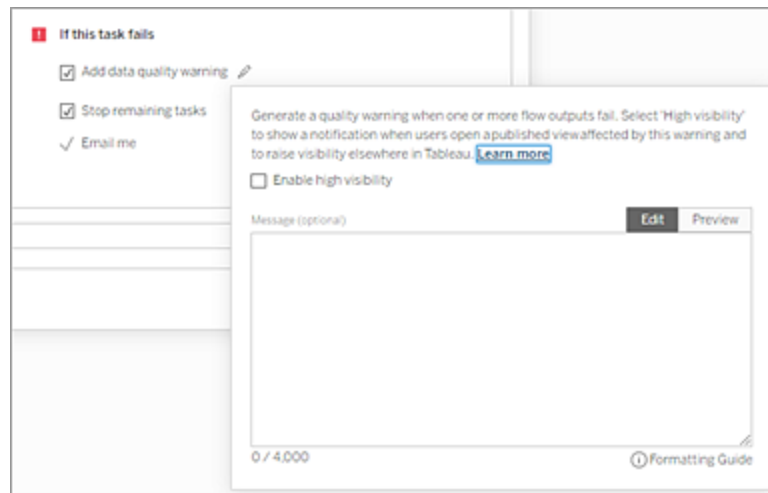 If this task fails
Add data quality warning
Stop remaining tasks
Email me
Generate a quality warning when one or more flow outputs fail. Select 'High visibility'
to show a notification when users open a published view affected by this warning and
to raise visibility elsewhere in Tableau. Learn more
Enable high visibility
Message (optional)
Edit Preview
0 / 4,000
Formatting Guide